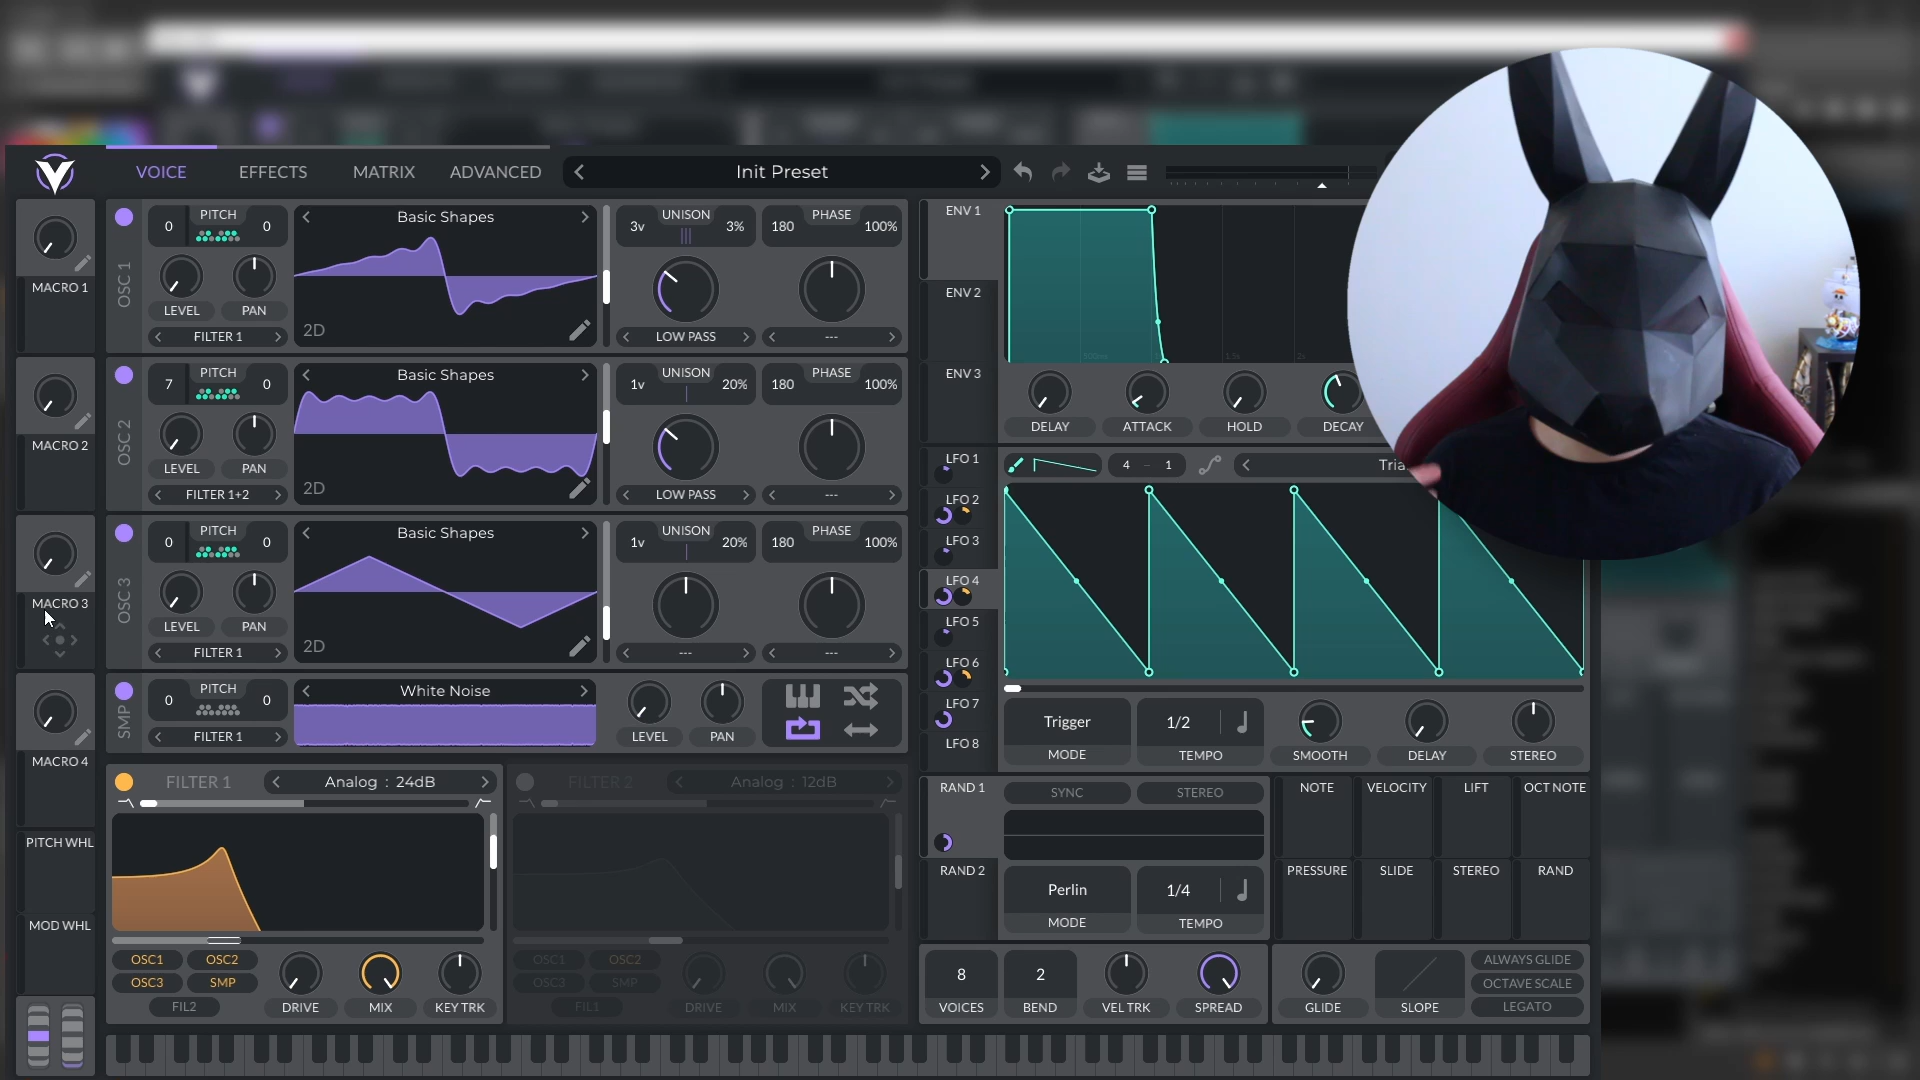 VOICE EFFECTS MATRIX ADVANCED Init Preset
MACRO 1
MACRO 2
MACRO 3
MACRO 4
PITCH WHL
MOD WHL
OSC 1
0 PITCH 0
LEVEL PAN
FILTER 1
Basic Shapes
2D
3v UNISON 3%
LOW PASS
180 PHASE 100%
---
OSC 2
7 PITCH 0
LEVEL PAN
FILTER 1+2
Basic Shapes
2D
1v UNISON 20%
LOW PASS
180 PHASE 100%
---
OSC 3
0 PITCH 0
LEVEL PAN
FILTER 1
Basic Shapes
2D
1v UNISON 20%
---
180 PHASE 100%
---
SMP
0 PITCH 0
FILTER 1
White Noise
LEVEL PAN
FILTER 1 Analog : 24dB
OSC1 OSC2
OSC3 SMP
FIL2
DRIVE MIX KEY TRK
FILTER 2 Analog : 12dB
OSC1 OSC2
OSC3 SMP
FIL1
DRIVE MIX KEY TRK
ENV 1
ENV 2
ENV 3
500ms 1.5s 2s
DELAY ATTACK HOLD DECAY
LFO 1
LFO 2
LFO 3
LFO 4
LFO 5
LFO 6
LFO 7
LFO 8
4 - 1 Tria
Trigger
MODE
1/2
TEMPO
SMOOTH DELAY STEREO
RAND 1
RAND 2
SYNC STEREO
Perlin
MODE
1/4
TEMPO
NOTE VELOCITY LIFT OCT NOTE
PRESSURE SLIDE STEREO RAND
8
VOICES
2
BEND
VEL TRK SPREAD GLIDE SLOPE
ALWAYS GLIDE
OCTAVE SCALE
LEGATO